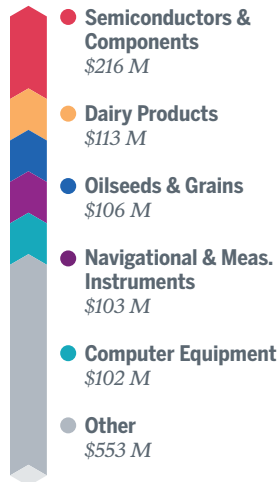 Semiconductors &
Components
$216 M
Dairy Products
$113 M
Oilseeds & Grains
$106 M
Navigational & Meas.
Instruments
$103 M
Computer Equipment
$102 M
Other
$553 M